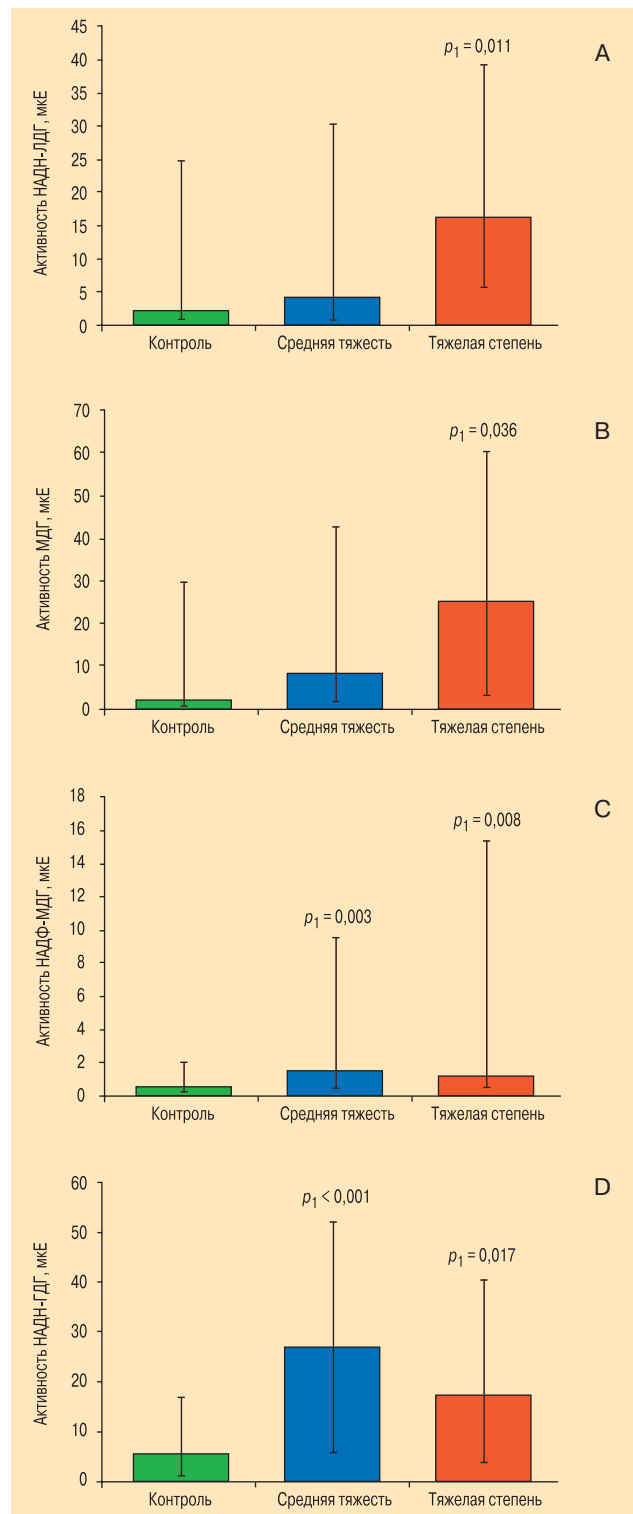 A
Активность НАДН-ЛДГ, мкЕ
45
40
35
30
25
20
15
10
5
0
p1 = 0,011
Контроль
Средняя тяжесть
Тяжелая степень
B
Активность МДГ, мкЕ
70
60
50
40
30
20
10
0
p1 = 0,036
Контроль
Средняя тяжесть
Тяжелая степень
C
Активность НАДФ-МДГ, мкЕ
18
16
14
12
10
8
6
4
2
0
p1 = 0,003
p1 = 0,008
Контроль
Средняя тяжесть
Тяжелая степень
D
Активность НАДН-ГДГ, мкЕ
60
50
40
30
20
10
0
p1 < 0,001
p1 = 0,017
Контроль
Средняя тяжесть
Тяжелая степень